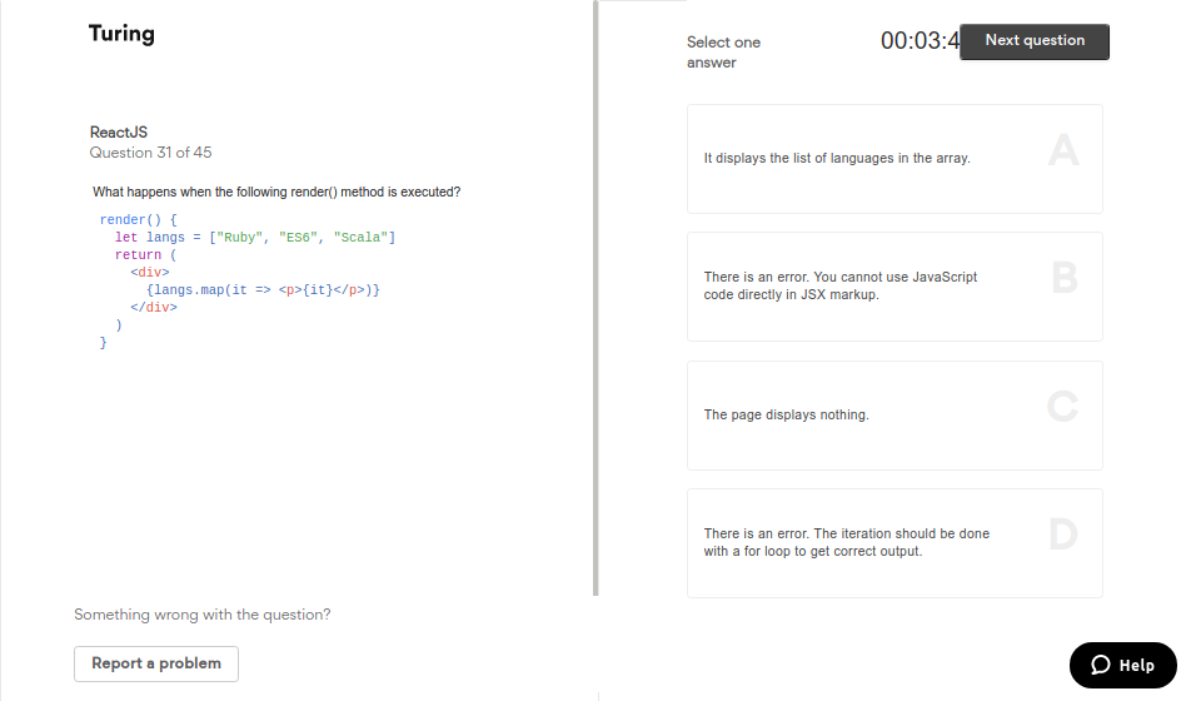 Turing
ReactJS
Question 31 of 45
What happens when the following render() method is executed?
render() {
  let langs = ["Ruby", "ES6", "Scala"]
  return (
    <div>
      {langs.map(it => <p>{it}</p>)}
    </div>
  )
}
Something wrong with the question?
Report a problem
Select one
answer
00:03:4
Next question
It displays the list of languages in the array.
A
There is an error. You cannot use JavaScript
code directly in JSX markup.
B
The page displays nothing.
C
There is an error. The iteration should be done
with a for loop to get correct output.
D
Help